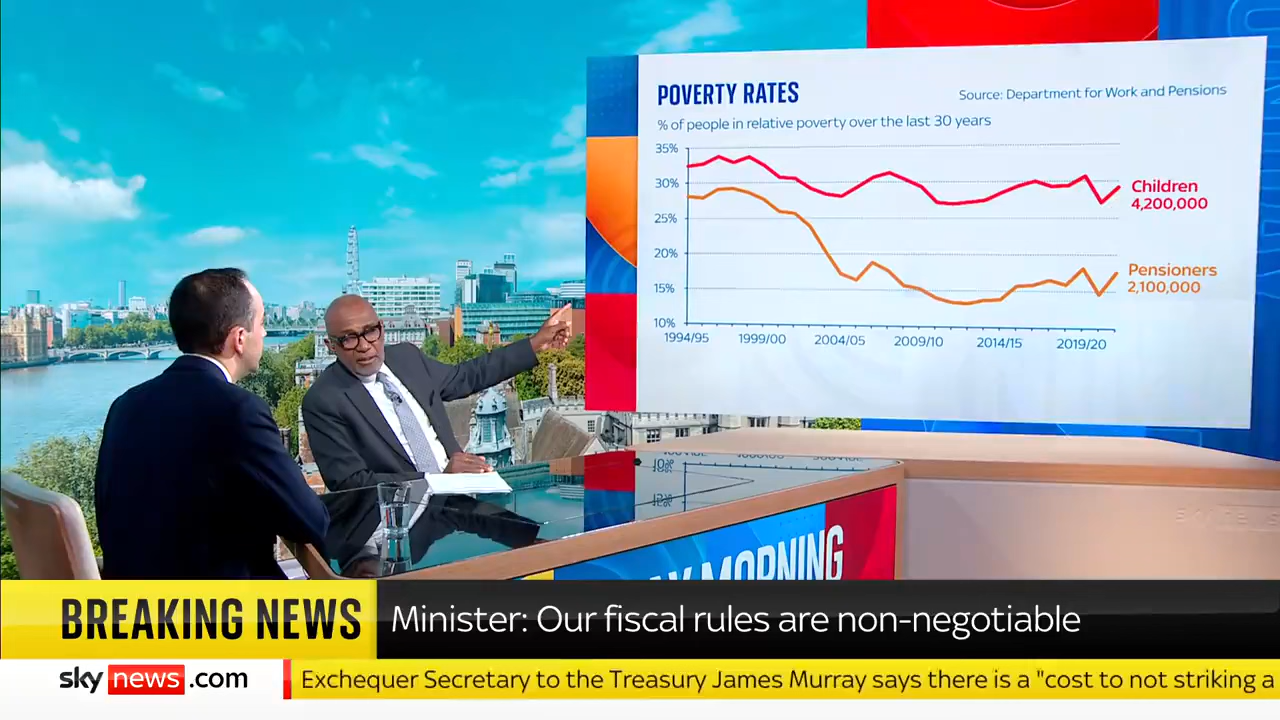 POVERTY RATES
Source: Department for Work and Pensions
% of people in relative poverty over the last 30 years
35%
30%
25%
20%
15%
10%
1994/95 1999/00 2004/05 2009/10 2014/15 2019/20
Children
4,200,000
Pensioners
2,100,000
MORNING
BREAKING NEWS
Minister: Our fiscal rules are non-negotiable
sky news.com
Exchequer Secretary to the Treasury James Murray says there is a "cost to not striking a